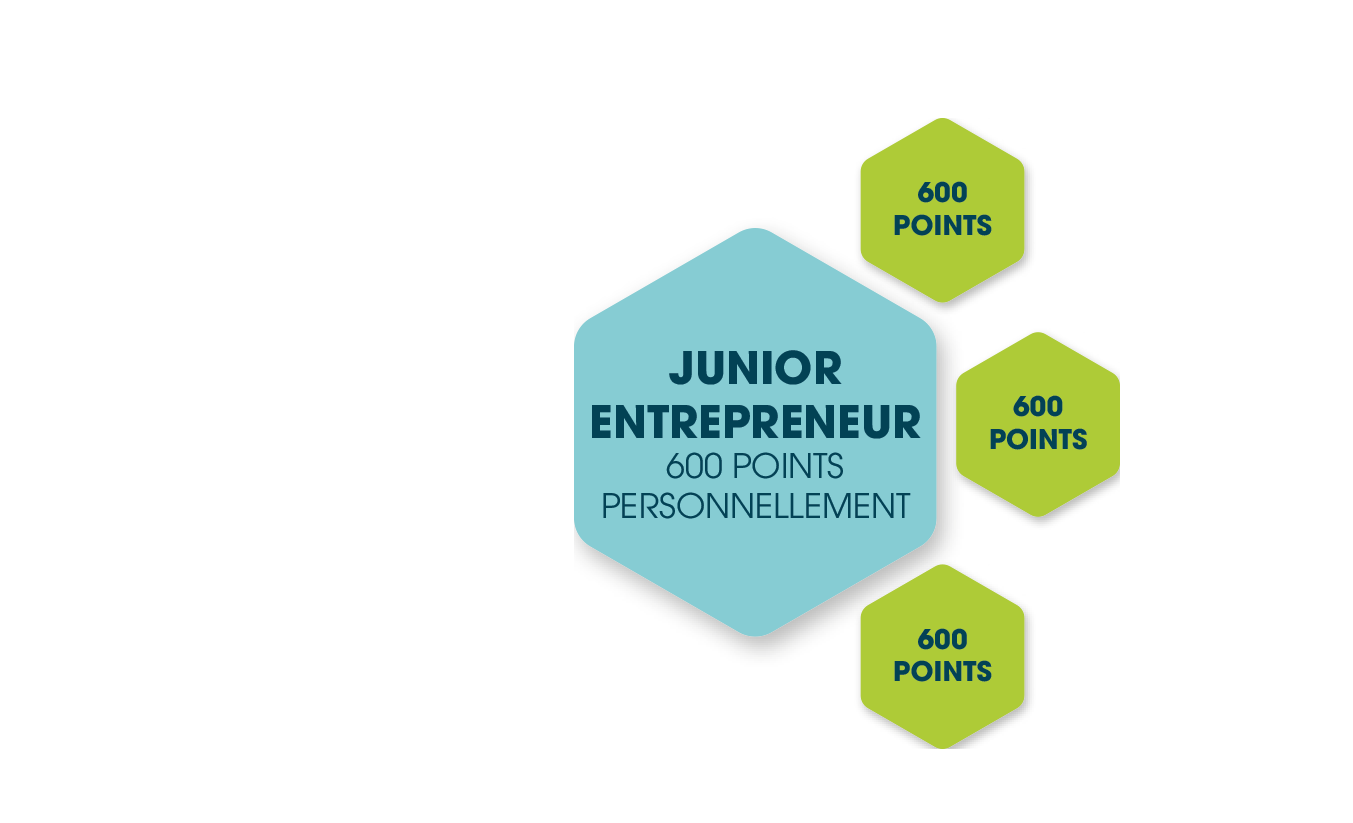 600
POINTS
JUNIOR
ENTREPRENEUR
600 POINTS
PERSONNELLEMENT
600
POINTS
600
POINTS